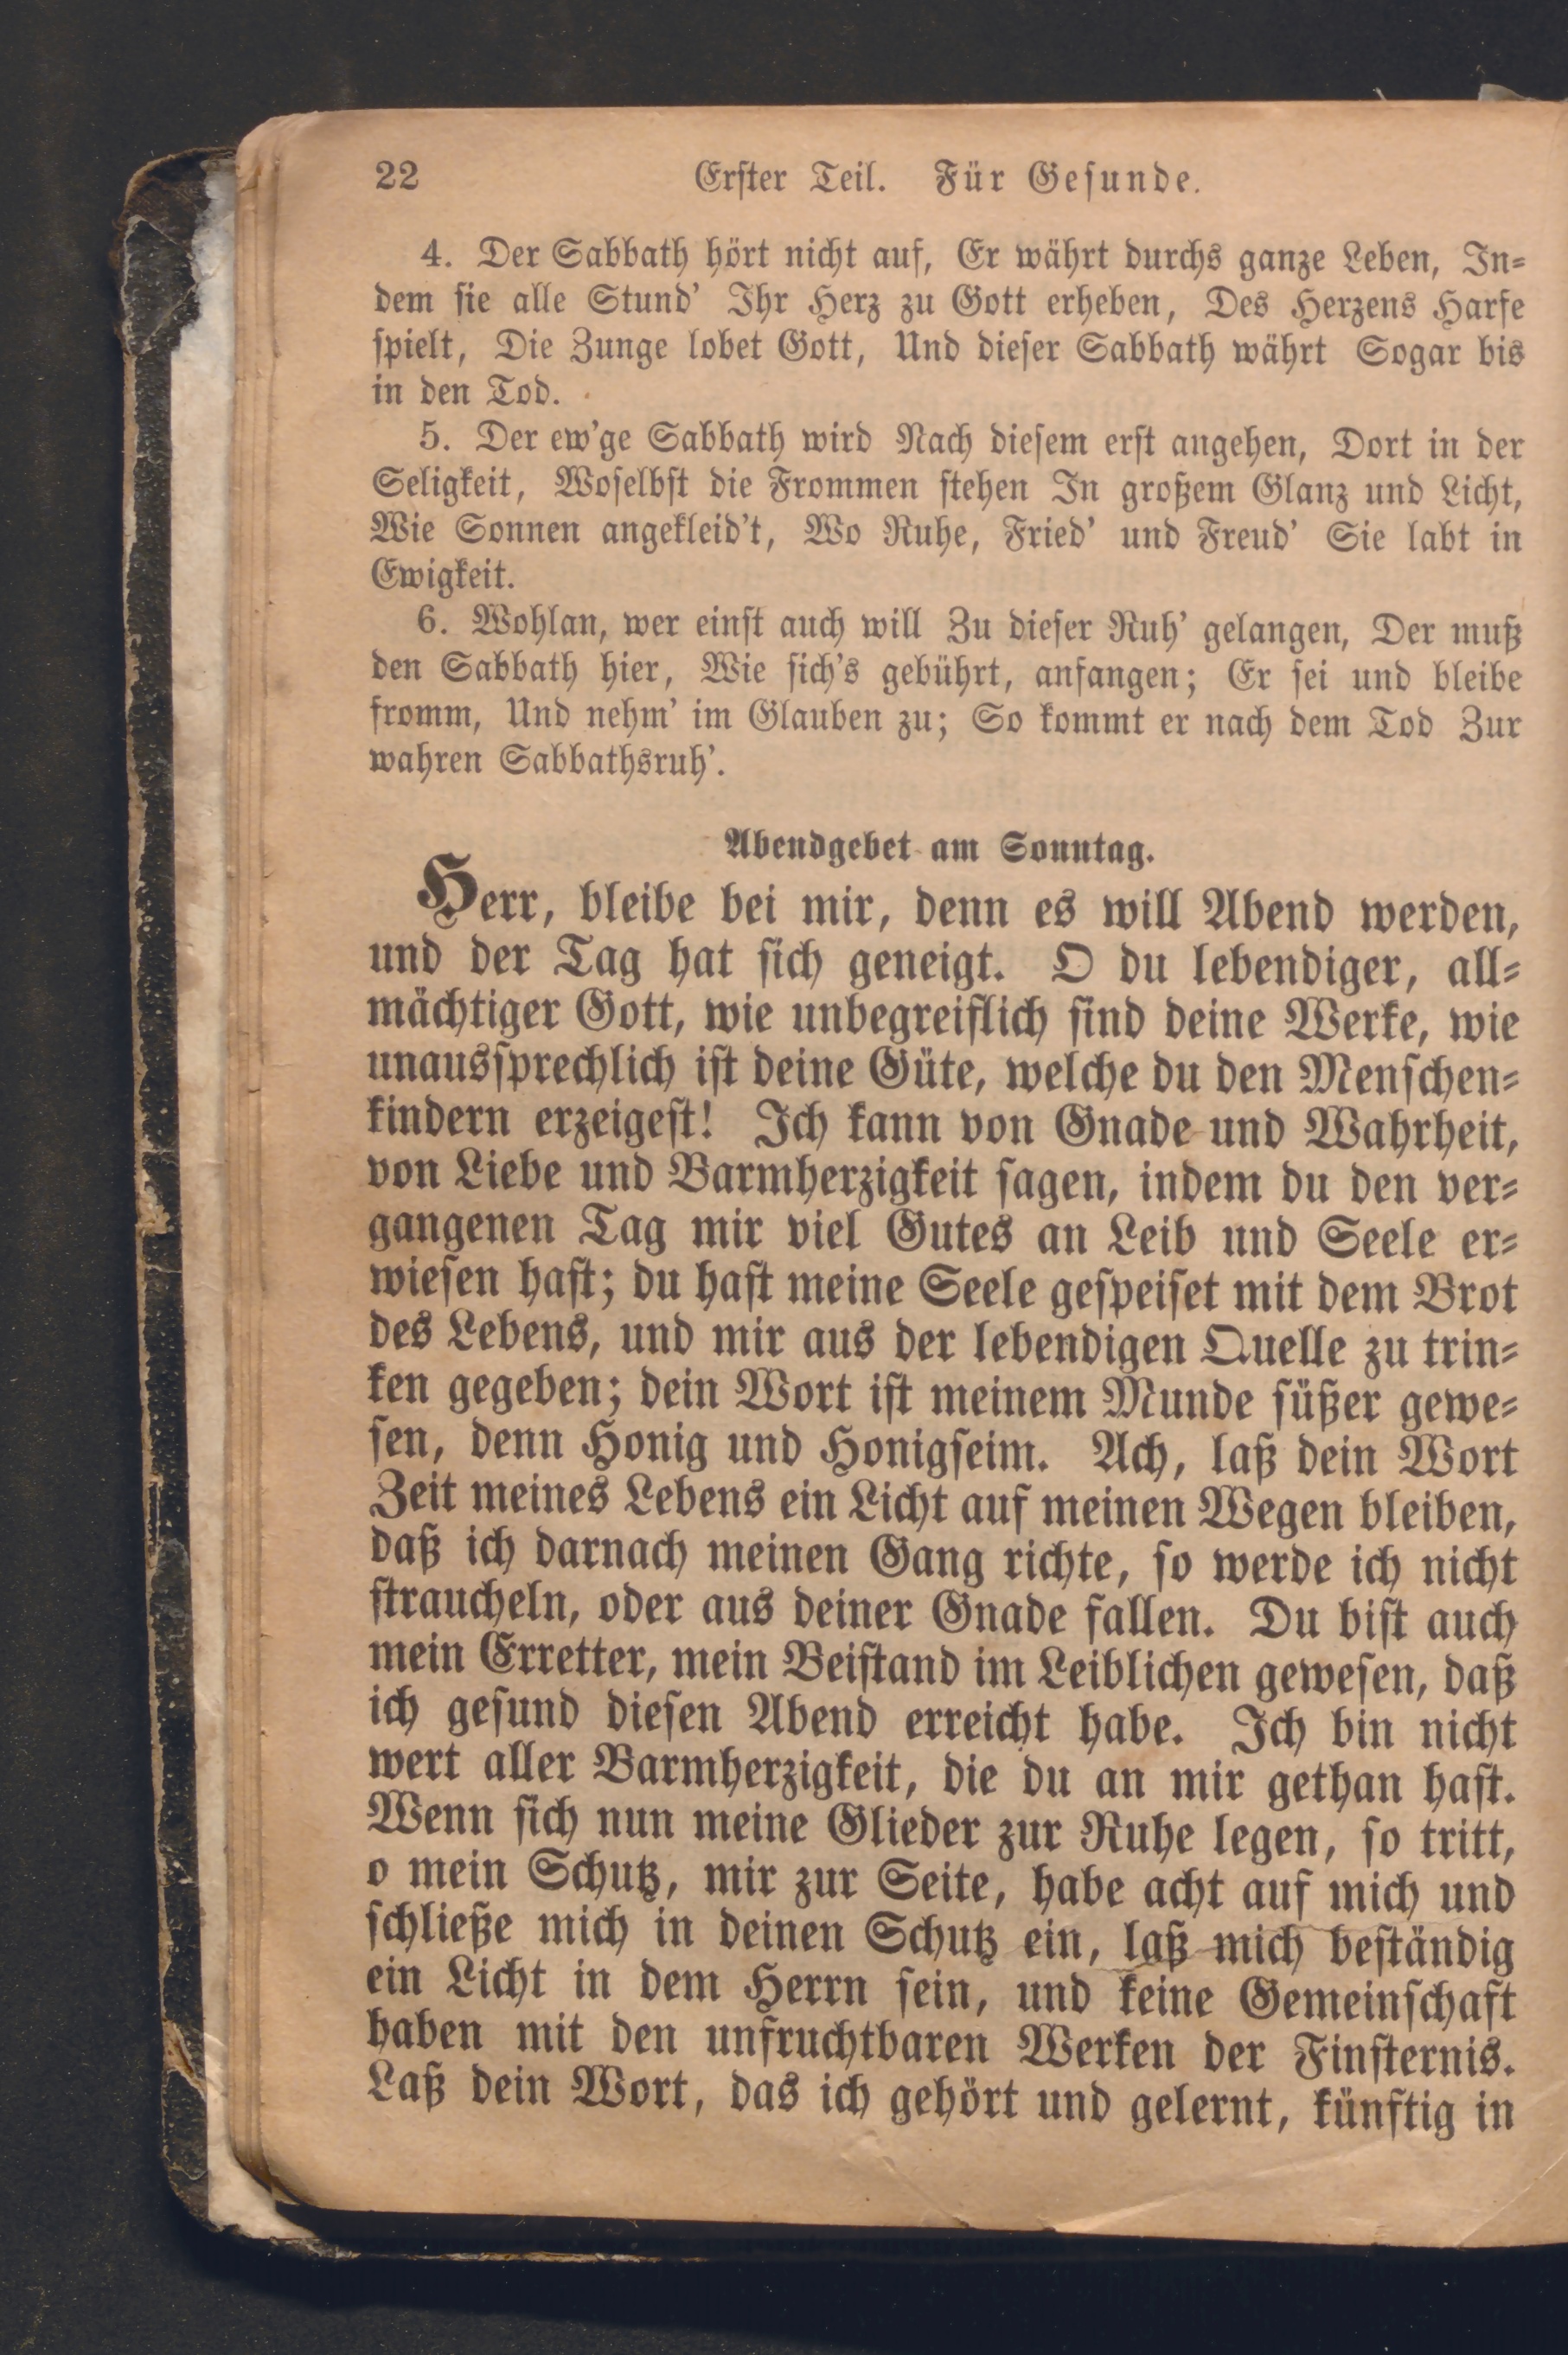 22 Erster Teil. Für Gesunde.
4. Der Sabbath hört nicht auf, Er währt durchs ganze Leben, In-
dem sie alle Stund' Ihr Herz zu Gott erheben, Des Herzens Harfe
spielt, Die Zunge lobet Gott, Und dieser Sabbath währt Sogar bis
in den Tod.
5. Der ew'ge Sabbath wird Nach diesem erst angehen, Dort in der
Seligkeit, Woselbst die Frommen stehen In großem Glanz und Licht,
Wie Sonnen angekleid't, Wo Ruhe, Fried' und Freud' Sie labt in
Ewigkeit.
6. Wohlan, wer einst auch will Zu dieser Ruh' gelangen, Der muß
den Sabbath hier, Wie sich's gebührt, anfangen; Er sei und bleibe
fromm, Und nehm' im Glauben zu; So kommt er nach dem Tod Zur
wahren Sabbathsruh'.
Abendgebet am Sonntag.
Herr, bleibe bei mir, denn es will Abend werden,
und der Tag hat sich geneigt. O du lebendiger, all-
mächtiger Gott, wie unbegreiflich sind deine Werke, wie
unaussprechlich ist deine Güte, welche du den Menschen-
kindern erzeigest! Ich kann von Gnade und Wahrheit,
von Liebe und Barmherzigkeit sagen, indem du den ver-
gangenen Tag mir viel Gutes an Leib und Seele er-
wiesen hast; du hast meine Seele gespeiset mit dem Brot
des Lebens, und mir aus der lebendigen Quelle zu trin-
ken gegeben; dein Wort ist meinem Munde süßer gewe-
sen, denn Honig und Honigseim. Ach, laß dein Wort
Zeit meines Lebens ein Licht auf meinen Wegen bleiben,
daß ich darnach meinen Gang richte, so werde ich nicht
straucheln, oder aus deiner Gnade fallen. Du bist auch
mein Erretter, mein Beistand im Leiblichen gewesen, daß
ich gesund diesen Abend erreicht habe. Ich bin nicht
wert aller Barmherzigkeit, die du an mir gethan hast.
Wenn sich nun meine Glieder zur Ruhe legen, so tritt,
o mein Schutz, mir zur Seite, habe acht auf mich und
schließe mich in deinen Schutz ein, laß mich beständig
ein Licht in dem Herrn sein, und keine Gemeinschaft
haben mit den unfruchtbaren Werken der Finsternis.
Laß dein Wort, das ich gehört und gelernt, künftig in